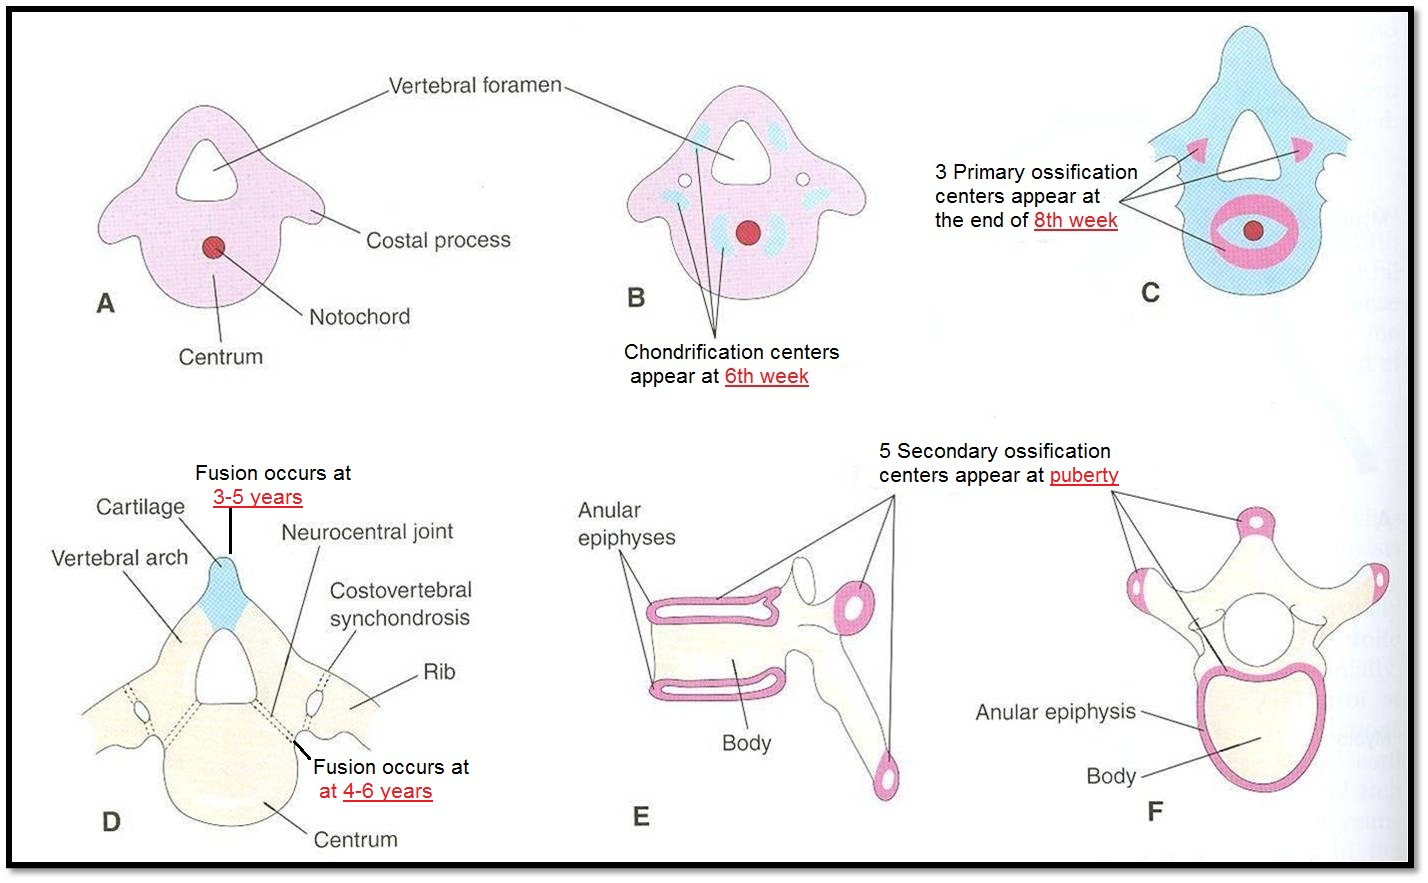 Vertebral foramen
Costal process
Notochord
Centrum
A
B
Chondrification centers
appear at 6th week
3 Primary ossification
centers appear at
the end of 8th week
C
Fusion occurs at
3-5 years
Cartilage
Neurocentral joint
Vertebral arch
Costovertebral
synchondrosis
Rib
Fusion occurs at
at 4-6 years
D
Centrum
5 Secondary ossification
centers appear at puberty
Anular
epiphyses
Body
E
Anular epiphysis
Body
F